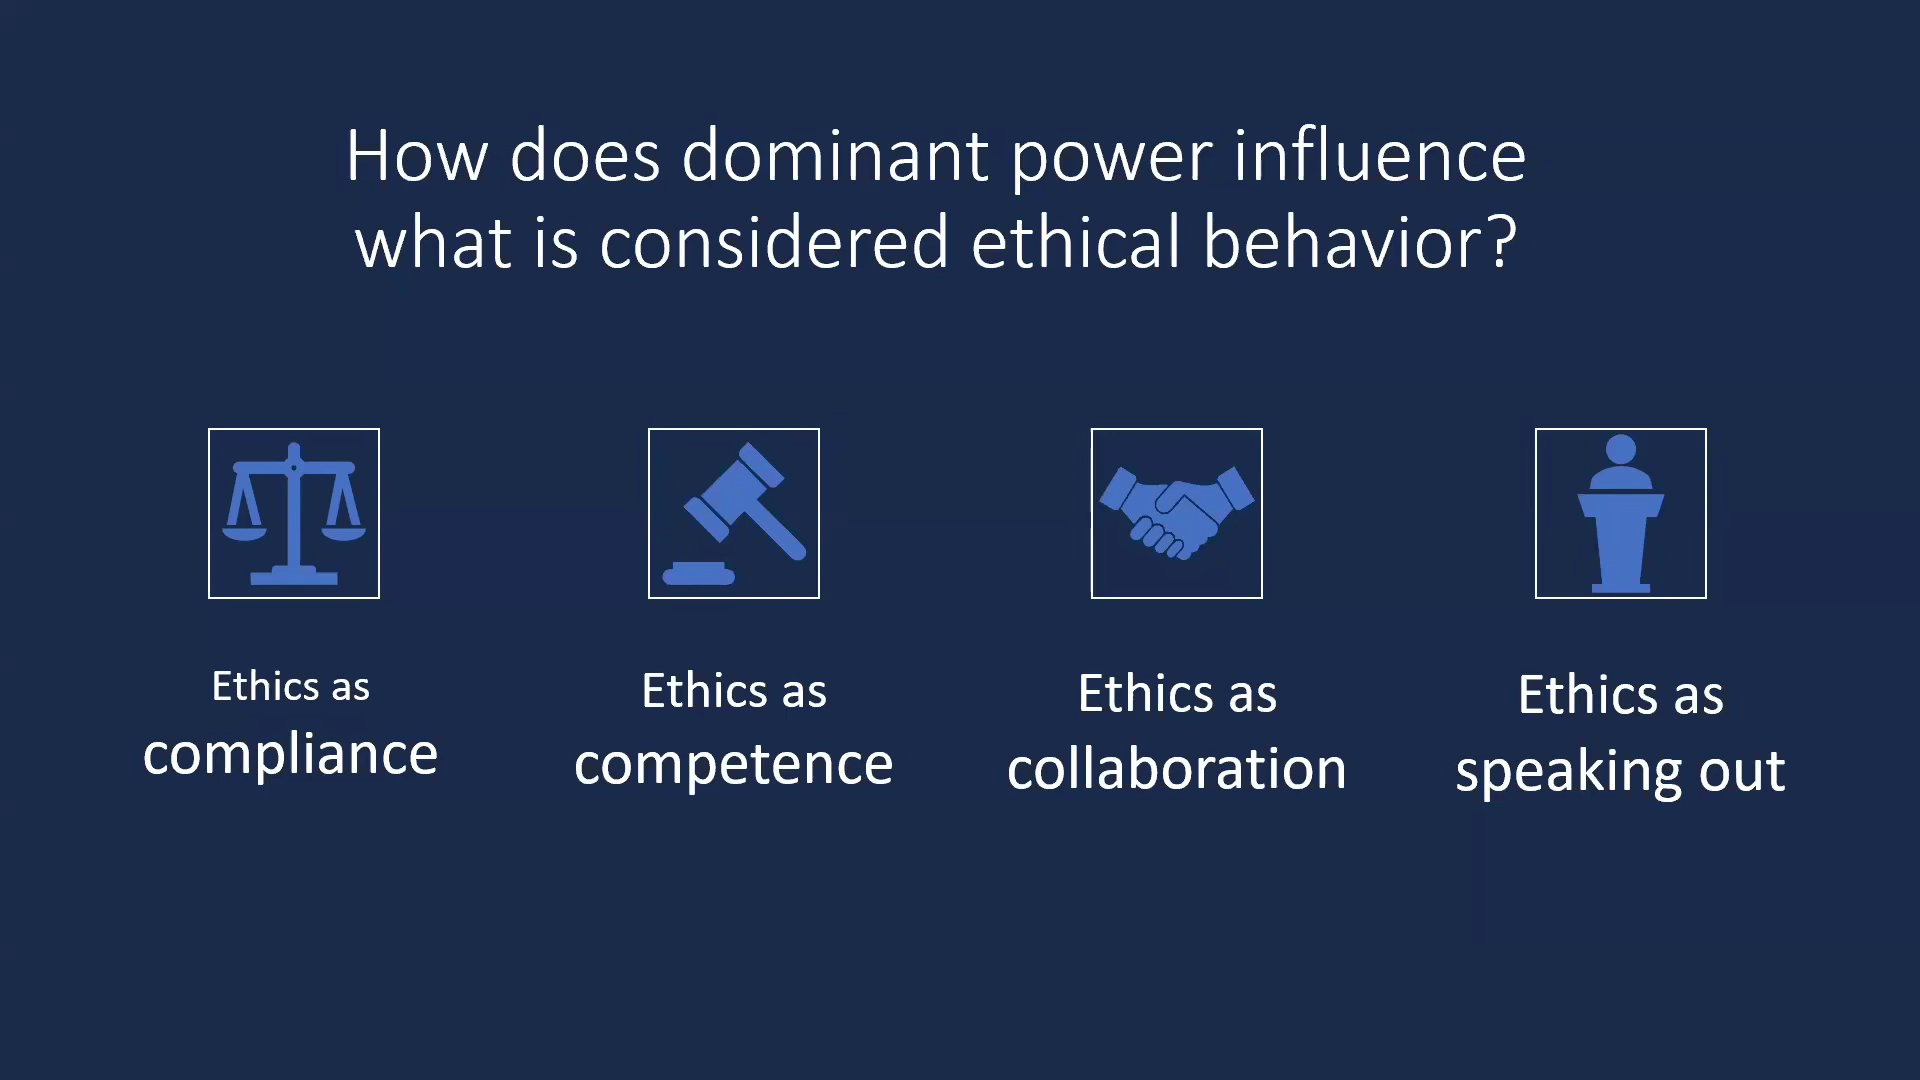 How does dominant power influence
what is considered ethical behavior?
Ethics as
compliance
Ethics as
competence
Ethics as
collaboration
Ethics as
speaking out